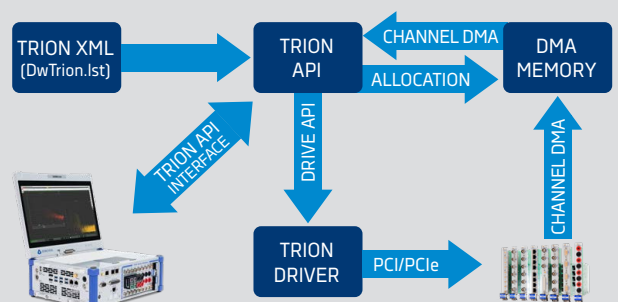 TRION XML
(DwTrion.lst)
TRION
API
CHANNEL DMA
ALLOCATION
DMA
MEMORY
TRION API
INTERFACE
DRIVE API
CHANNEL DMA
TRION
DRIVER
PCI/PCIe